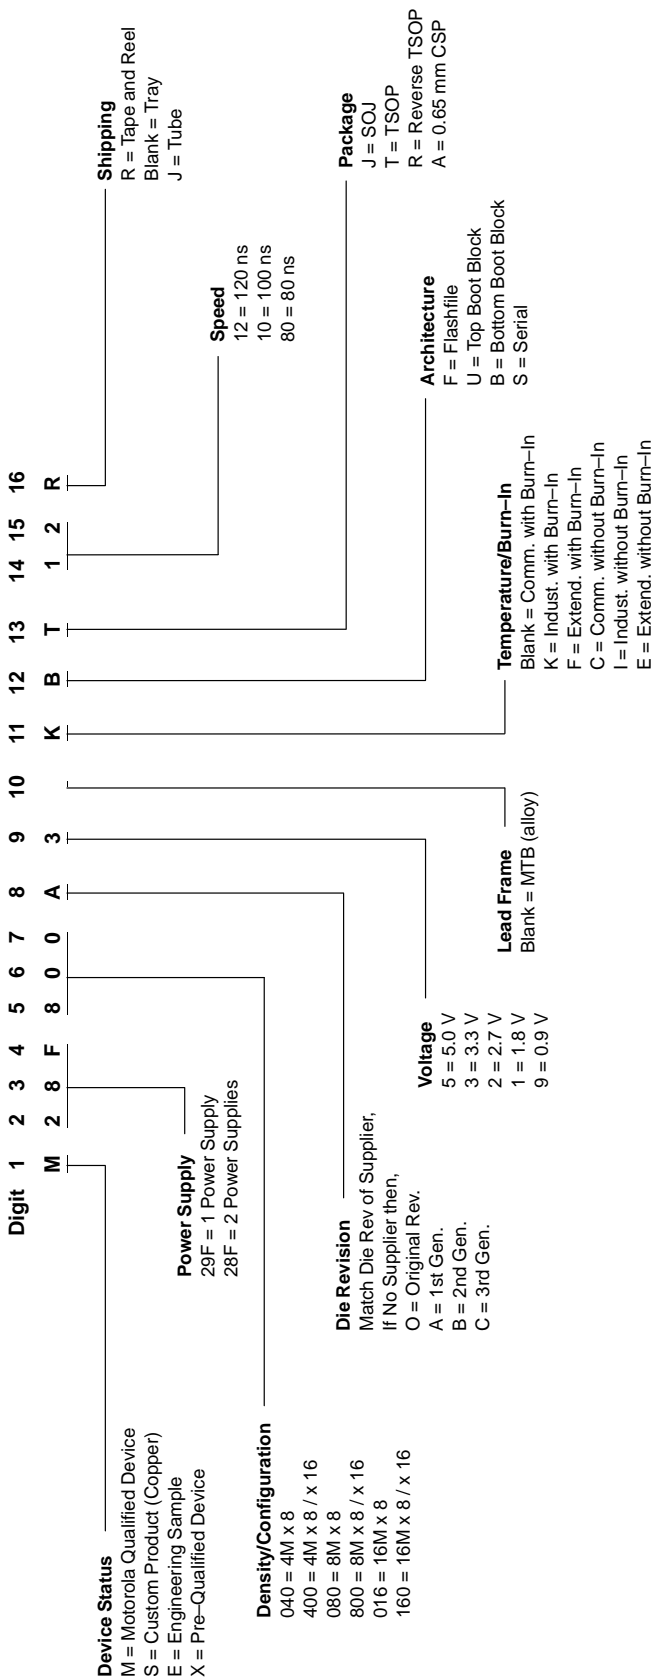 Digit 1 2 3 4 5 6 7 8 9 10 11 12 13 14 15 16
M 2 8 F 8 0 0 A 3 K B T 1 2 R
Device Status
M = Motorola Qualified Device
S = Custom Product (Copper)
E = Engineering Sample
X = Pre–Qualified Device
Power Supply
29F = 1 Power Supply
28F = 2 Power Supplies
Density/Configuration
040 = 4M x 8
400 = 4M x 8 / x 16
080 = 8M x 8
800 = 8M x 8 / x 16
016 = 16M x 8
160 = 16M x 8 / x 16
Die Revision
Match Die Rev of Supplier,
If No Supplier then,
O = Original Rev.
A = 1st Gen.
B = 2nd Gen.
C = 3rd Gen.
Voltage
5 = 5.0 V
3 = 3.3 V
2 = 2.7 V
1 = 1.8 V
9 = 0.9 V
Lead Frame
Blank = MTB (alloy)
Temperature/Burn–In
Blank = Comm. with Burn–In
K = Indust. with Burn–In
F = Extend. with Burn–In
C = Comm. without Burn–In
I = Indust. without Burn–In
E = Extend. without Burn–In
Architecture
F = Flashfile
U = Top Boot Block
B = Bottom Boot Block
S = Serial
Package
J = SOJ
T = TSOP
R = Reverse TSOP
A = 0.65 mm CSP
Speed
12 = 120 ns
10 = 100 ns
80 = 80 ns
Shipping
R = Tape and Reel
Blank = Tray
J = Tube